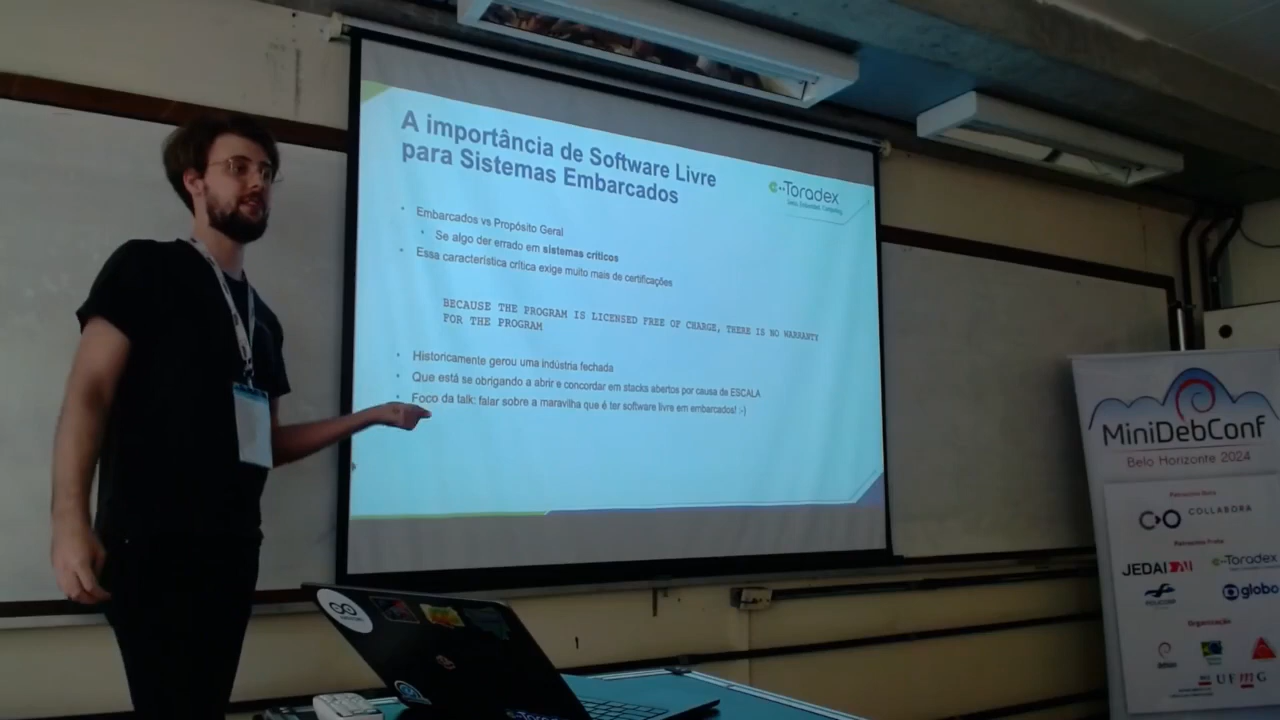 A importância de Software Livre
para Sistemas Embarcados
Toradex
Embarcados vs Propósito Geral
Se algo der errado em sistemas críticos
Essa característica crítica exige muito mais de certificações
BECAUSE THE PROGRAM IS LICENSED FREE OF CHARGE, THERE IS NO WARRANTY
FOR THE PROGRAM
Historicamente gerou uma indústria fechada
Que está se obrigando a abrir e concordar em stacks abertos por causa de ESCALA
Foco da talk: falar sobre a maravilha que é ter software livre em embarcados! :-)
MiniDebConf
Belo Horizonte 2024
COLLABORA
JEDAI
Toradex
globo
Organização
UFMG
Toradex